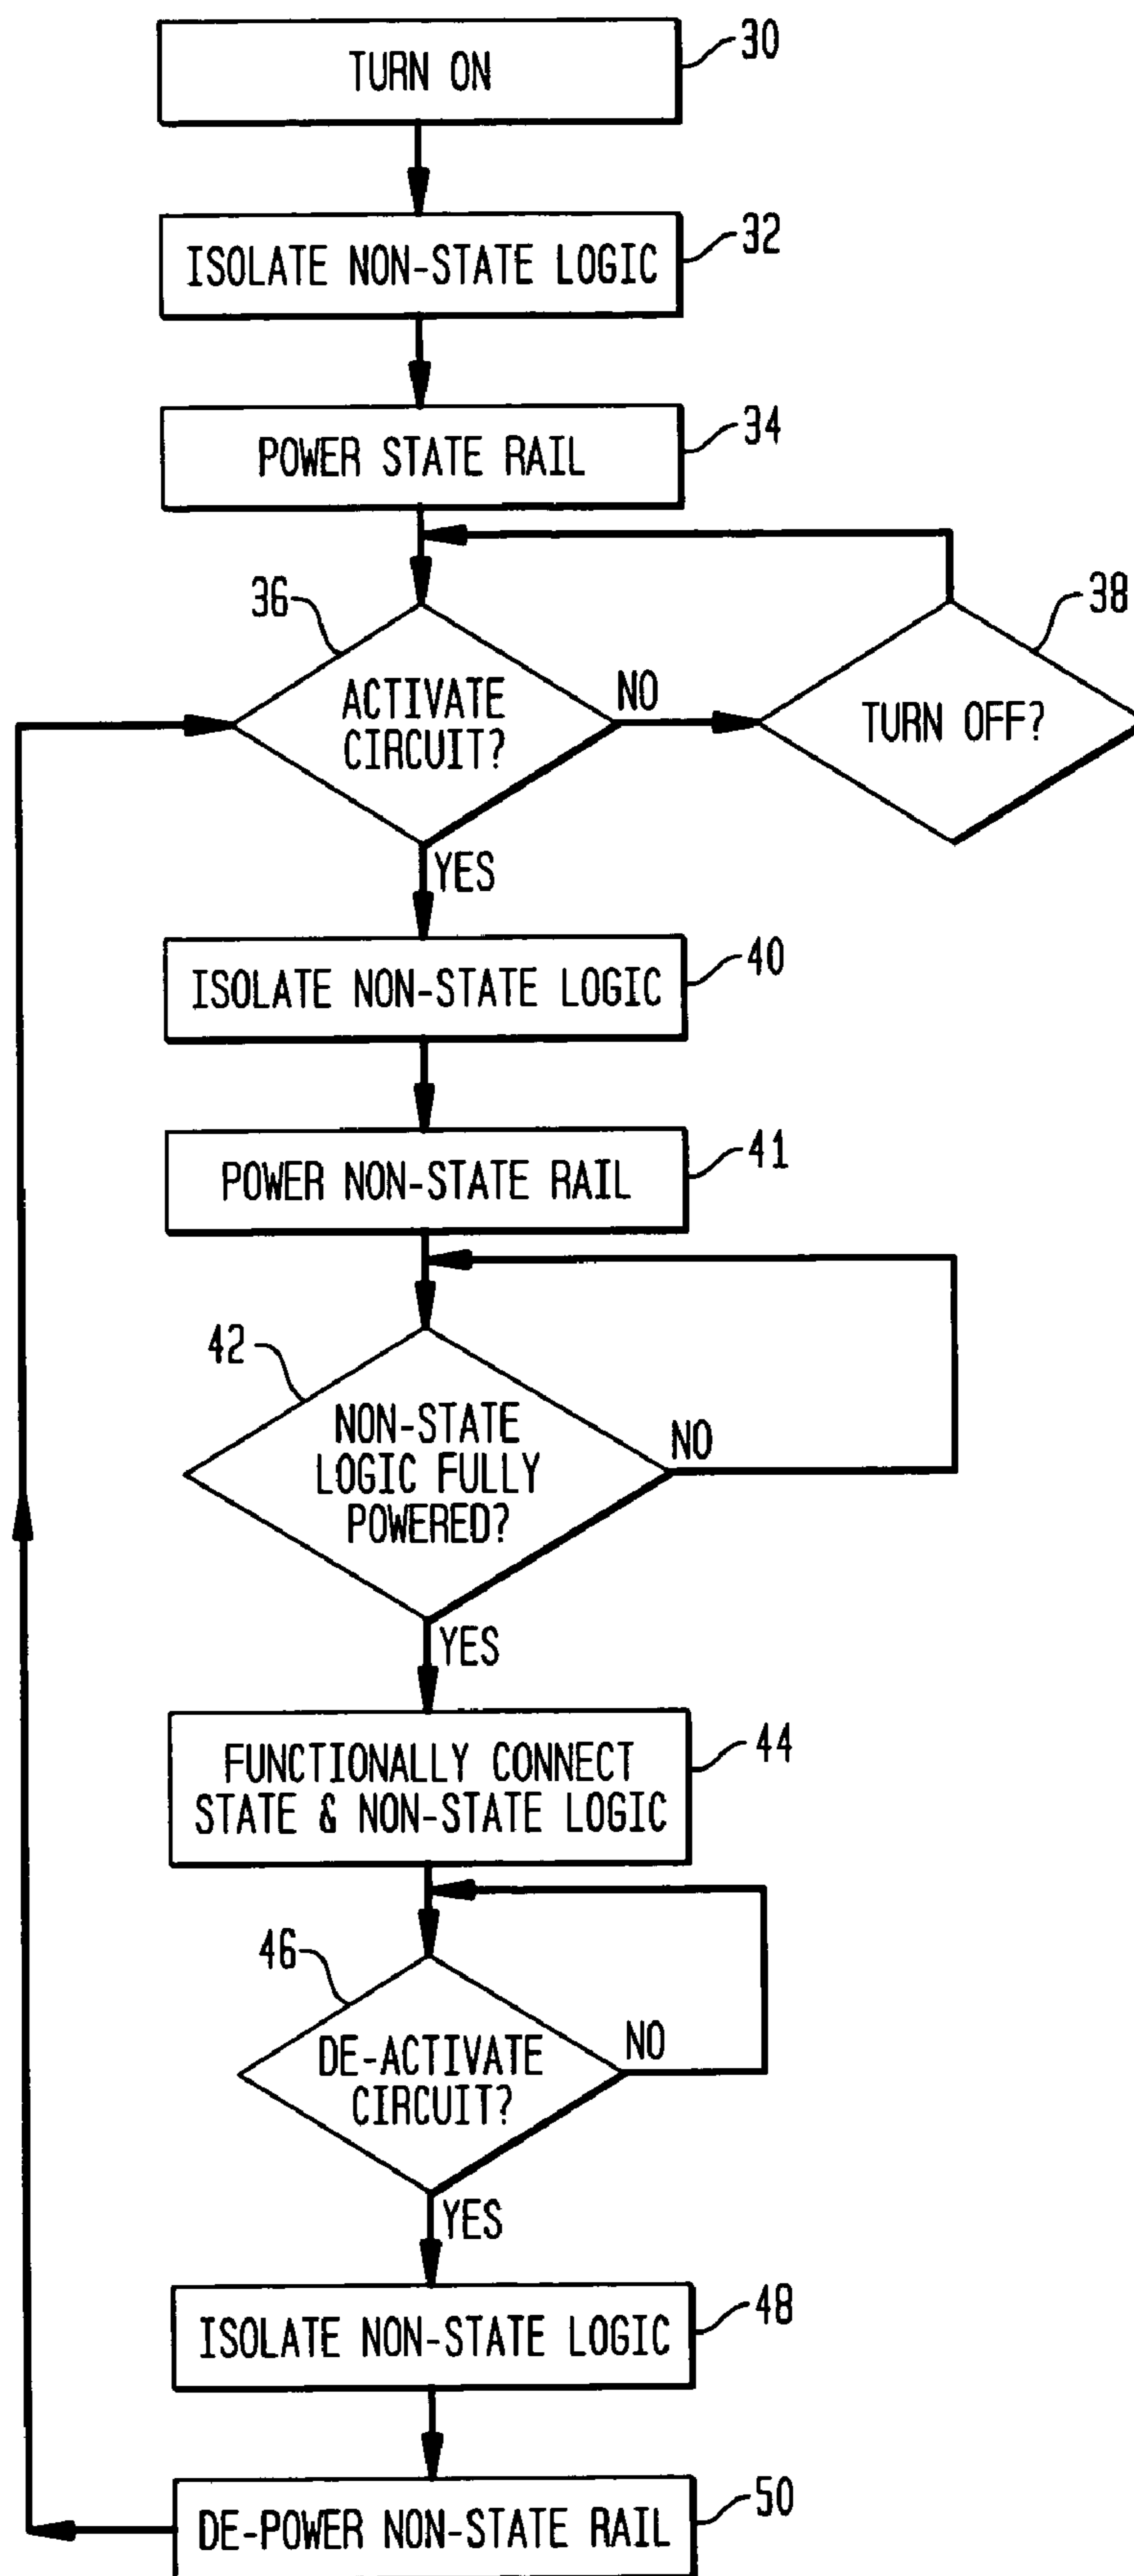 TURN ON
30
ISOLATE NON-STATE LOGIC
32
POWER STATE RAIL
34
36
ACTIVATE
CIRCUIT?
NO
TURN OFF?
38
YES
ISOLATE NON-STATE LOGIC
40
POWER NON-STATE RAIL
41
42
NON-STATE
LOGIC FULLY
POWERED?
NO
YES
FUNCTIONALLY CONNECT
STATE & NON-STATE LOGIC
44
46
DE-ACTIVATE
CIRCUIT?
NO
YES
ISOLATE NON-STATE LOGIC
48
DE-POWER NON-STATE RAIL
50